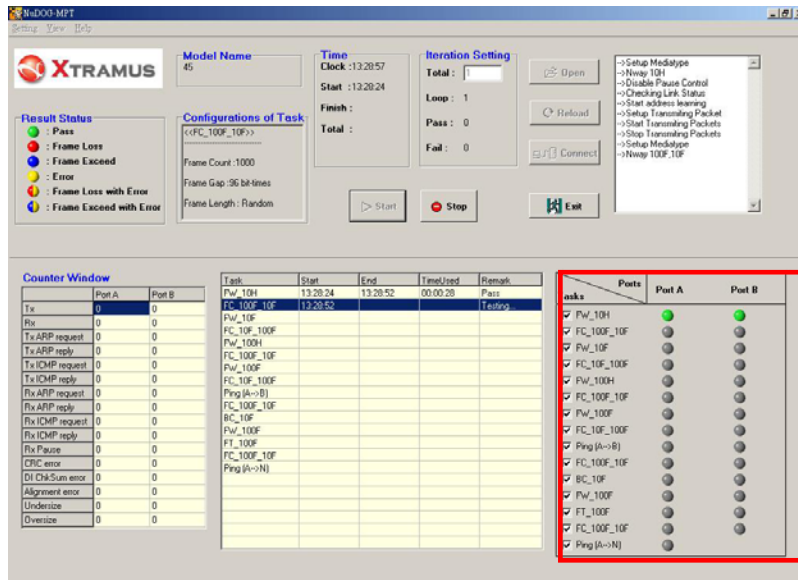 NuDOG-MPT
Setting View Help
XTRAMUS
Model Name
45
Result Status
: Pass
: Frame Loss
: Frame Exceed
: Error
: Frame Loss with Error
: Frame Exceed with Error
Configurations of Task
<<FC_100F_10F>>
Frame Count :1000
Frame Gap :96 bit-times
Frame Length : Random
Time
Clock :13:28:57
Start :13:28:24
Finish :
Total :
Iteration Setting
Total : 1
Loop : 1
Pass : 0
Fail : 0
Start
Stop
Open
Reload
Connect
Exit
-->Setup Mediatype
-->Nway 10H
-->Disable Pause Control
-->Checking Link Status
-->Start address learning
-->Setup Transmiting Packet
-->Start Transmiting Packets
-->Stop Transmiting Packets
-->Setup Mediatype
-->Nway 100F,10F
Counter Window
Port A Port B
Tx 0 0
Rx 0 0
Tx ARP request 0 0
Tx ARP reply 0 0
Tx ICMP request 0 0
Tx ICMP reply 0 0
Rx ARP request 0 0
Rx ARP reply 0 0
Rx ICMP request 0 0
Rx ICMP reply 0 0
Rx Pause 0 0
CRC error 0 0
DI ChkSum error 0 0
Alignment error 0 0
Undersize 0 0
Oversize 0 0
Task Start End TimeUsed Remark
FW_10H 13:28:24 13:28:52 00:00:28 Pass
FC_100F_10F 13:28:52 Testing...
FW_10F
FC_10F_100F
FW_100H
FC_100F_10F
FW_100F
FC_10F_100F
Ping (A-->B)
FC_100F_10F
BC_10F
FW_100F
FT_100F
FC_100F_10F
Ping (A-->N)
Ports
asks
Port A Port B
FW_10H
FC_100F_10F
FW_10F
FC_10F_100F
FW_100H
FC_100F_10F
FW_100F
FC_10F_100F
Ping (A-->B)
FC_100F_10F
BC_10F
FW_100F
FT_100F
FC_100F_10F
Ping (A-->N)